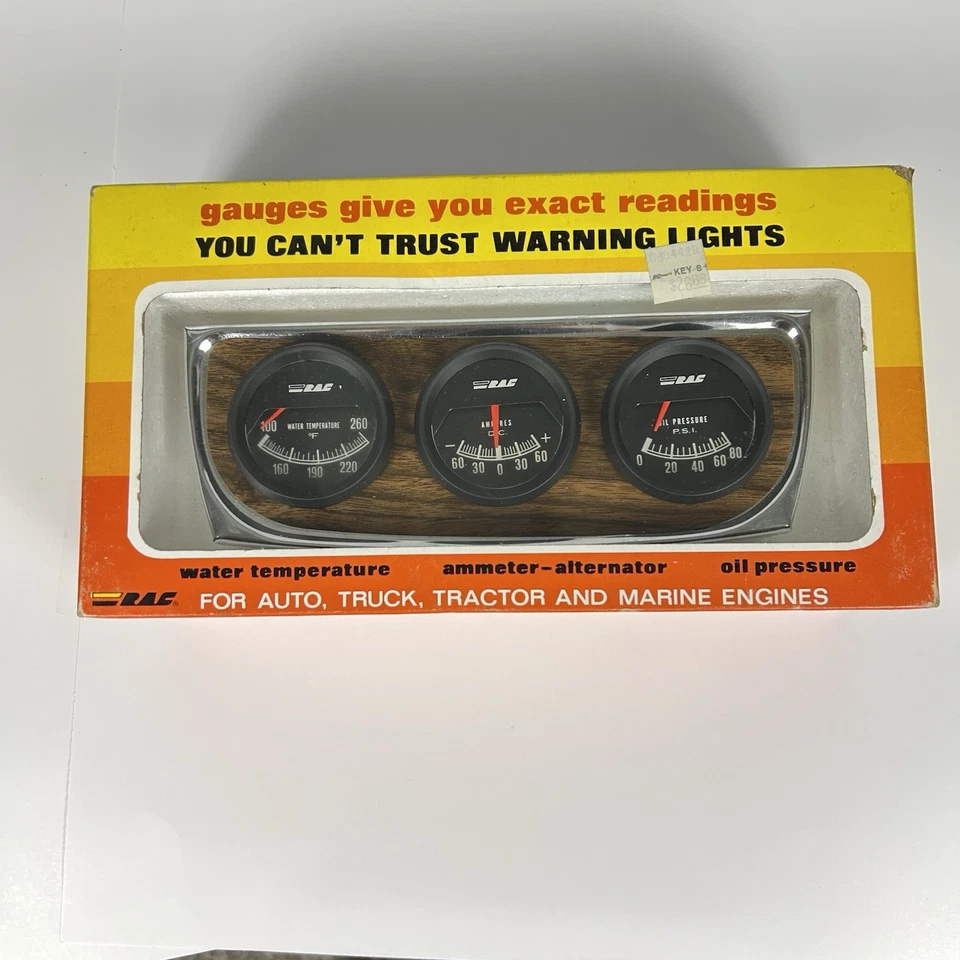 gauges give you exact readings
YOU CAN'T TRUST WARNING LIGHTS
KEY
RAC
100 WATER TEMPERATURE 260
°F
160 190 220
RAC
AMPERES
D.C.
- +
60 30 0 30 60
RAC
OIL PRESSURE
P.S.I.
0 20 40 60 80
water temperature ammeter-alternator oil pressure
RAC® FOR AUTO, TRUCK, TRACTOR AND MARINE ENGINES